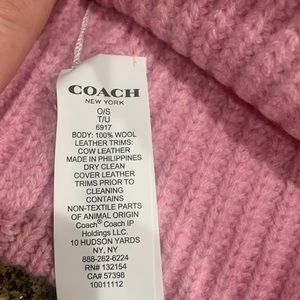 COACH
NEW YORK
O/S
T/U
6917
BODY: 100% WOOL
LEATHER TRIMS:
COW LEATHER
MADE IN PHILIPPINES
DRY CLEAN
COVER LEATHER
TRIMS PRIOR TO
CLEANING
CONTAINS
NON-TEXTILE PARTS
OF ANIMAL ORIGIN
Coach® Coach IP
Holdings LLC.
10 HUDSON YARDS
NY, NY
888-262-6224
RN# 132154
CA# 57398
10011112